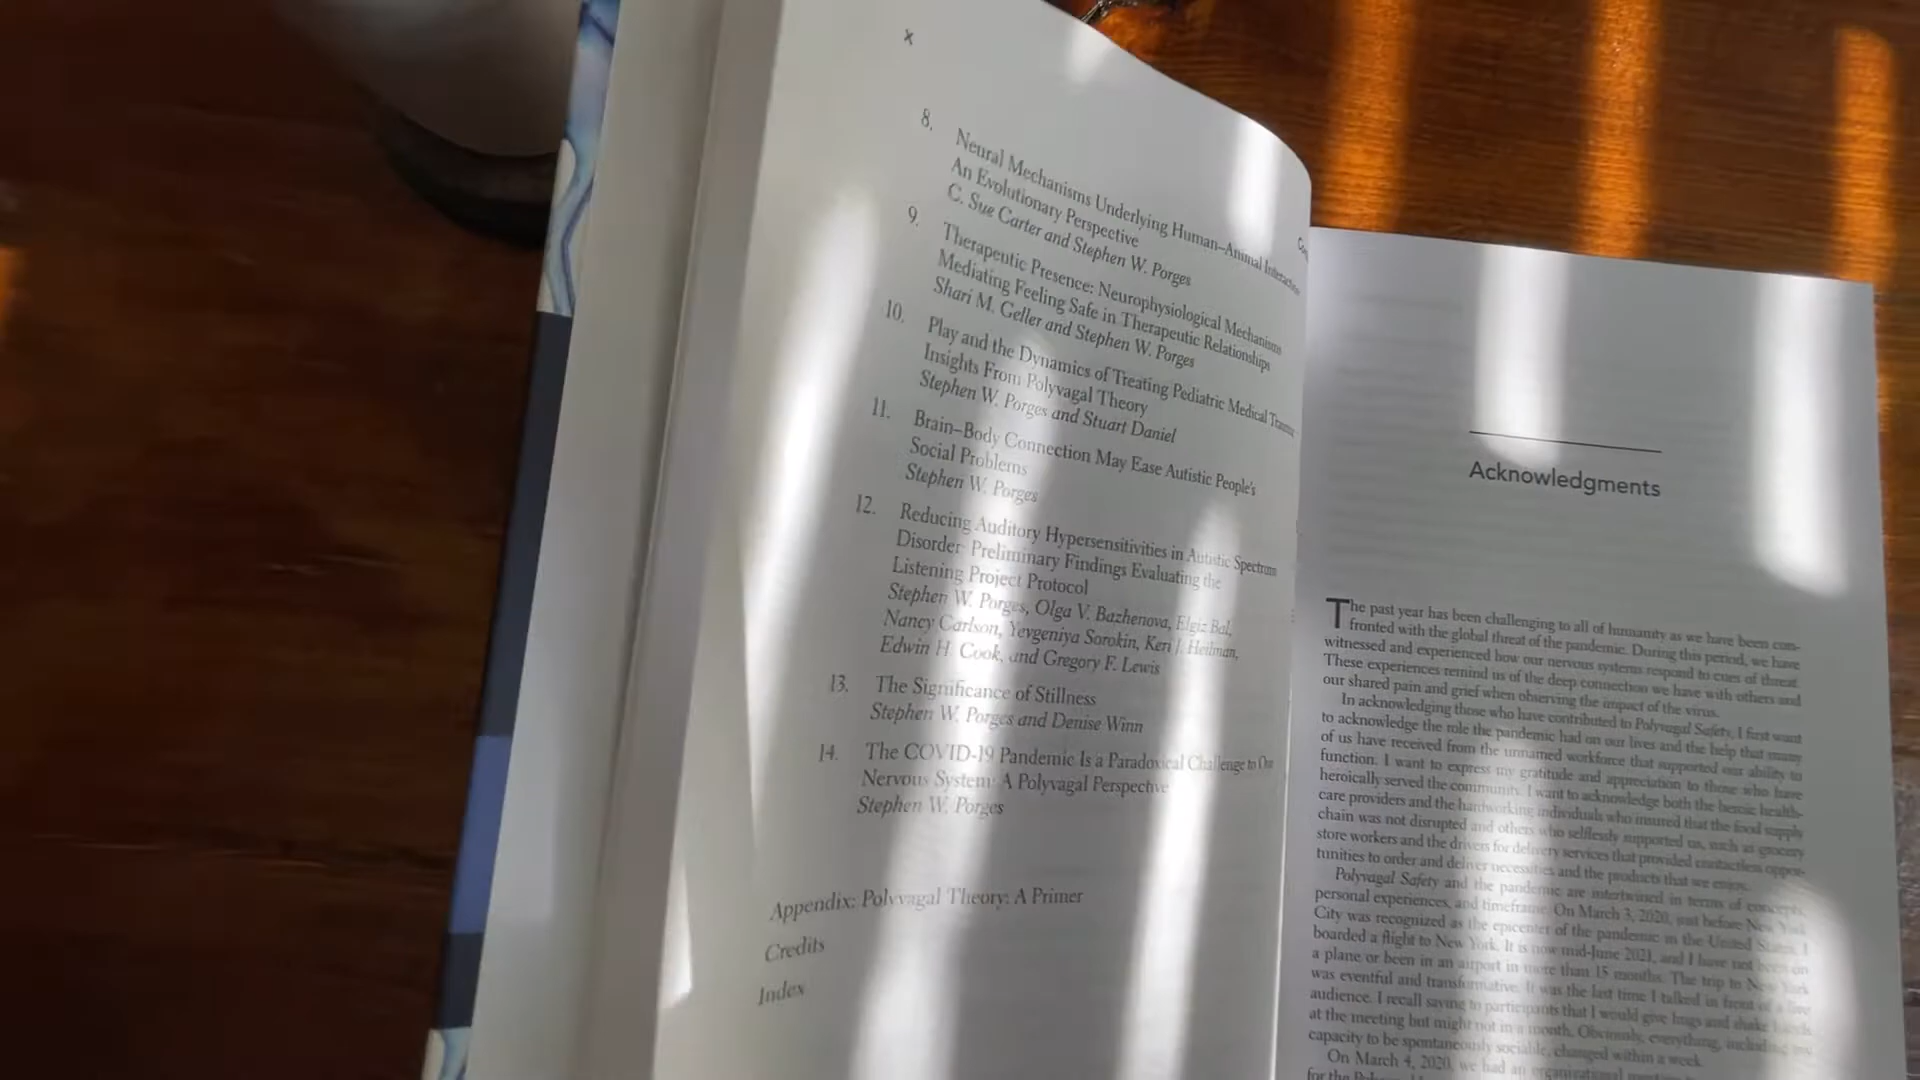 x
8. Neural Mechanisms Underlying Human–Animal Interaction
An Evolutionary Perspective
C. Sue Carter and Stephen W. Porges
9. Therapeutic Presence: Neurophysiological Mechanisms
Mediating Feeling Safe in Therapeutic Relationships
Shari M. Geller and Stephen W. Porges
10. Play and the Dynamics of Treating Pediatric Medical Trauma
Insights From Polyvagal Theory
Stephen W. Porges and Stuart Daniel
11. Brain–Body Connection May Ease Autistic People's
Social Problems
Stephen W. Porges
12. Reducing Auditory Hypersensitivities in Autistic Spectrum
Disorder: Preliminary Findings Evaluating the
Listening Project Protocol
Stephen W. Porges, Olga V. Bazhenova, Elgiz Bal,
Nancy Carlson, Yevgeniya Sorokin, Keri J. Heilman,
Edwin H. Cook, and Gregory F. Lewis
13. The Significance of Stillness
Stephen W. Porges and Denise Winn
14. The COVID-19 Pandemic Is a Paradoxical Challenge to Our
Nervous System: A Polyvagal Perspective
Stephen W. Porges
Appendix: Polyvagal Theory: A Primer
Credits
Index
Acknowledgments
The past year has been challenging to all of humanity as we have been con-
fronted with the global threat of the pandemic. During this period, we have
witnessed and experienced how our nervous systems respond to cues of threat.
These experiences remind us of the deep connection we have with others and
our shared pain and grief when observing the impact of the virus.
In acknowledging those who have contributed to Polyvagal Safety, I first want
to acknowledge the role the pandemic had on our lives and the help that many
of us have received from the unnamed workforce that supported our ability to
function. I want to express my gratitude and appreciation to those who have
heroically served the community. I want to acknowledge both the heroic health-
care providers and the hardworking individuals who insured that the food supply
chain was not disrupted and others who selflessly supported us, such as grocery
store workers and the drivers for delivery services that provided contactless oppor-
tunities to order and deliver necessities and the products that we enjoy.
Polyvagal Safety and the pandemic are intertwined in terms of concepts,
personal experiences, and timeframe. On March 3, 2020, just before New York
City was recognized as the epicenter of the pandemic in the United States, I
boarded a flight to New York. It is now mid-June 2021, and I have not been on
a plane or been in an airport in more than 15 months. The trip to New York
was eventful and transformative. It was the last time I talked in front of a live
audience. I recall saying to participants that I would give hugs and shake hands
at the meeting but might not in a month. Obviously, everything, including my
capacity to be spontaneously sociable, changed within a week.
On March 4, 2020, we had an organizational
for the